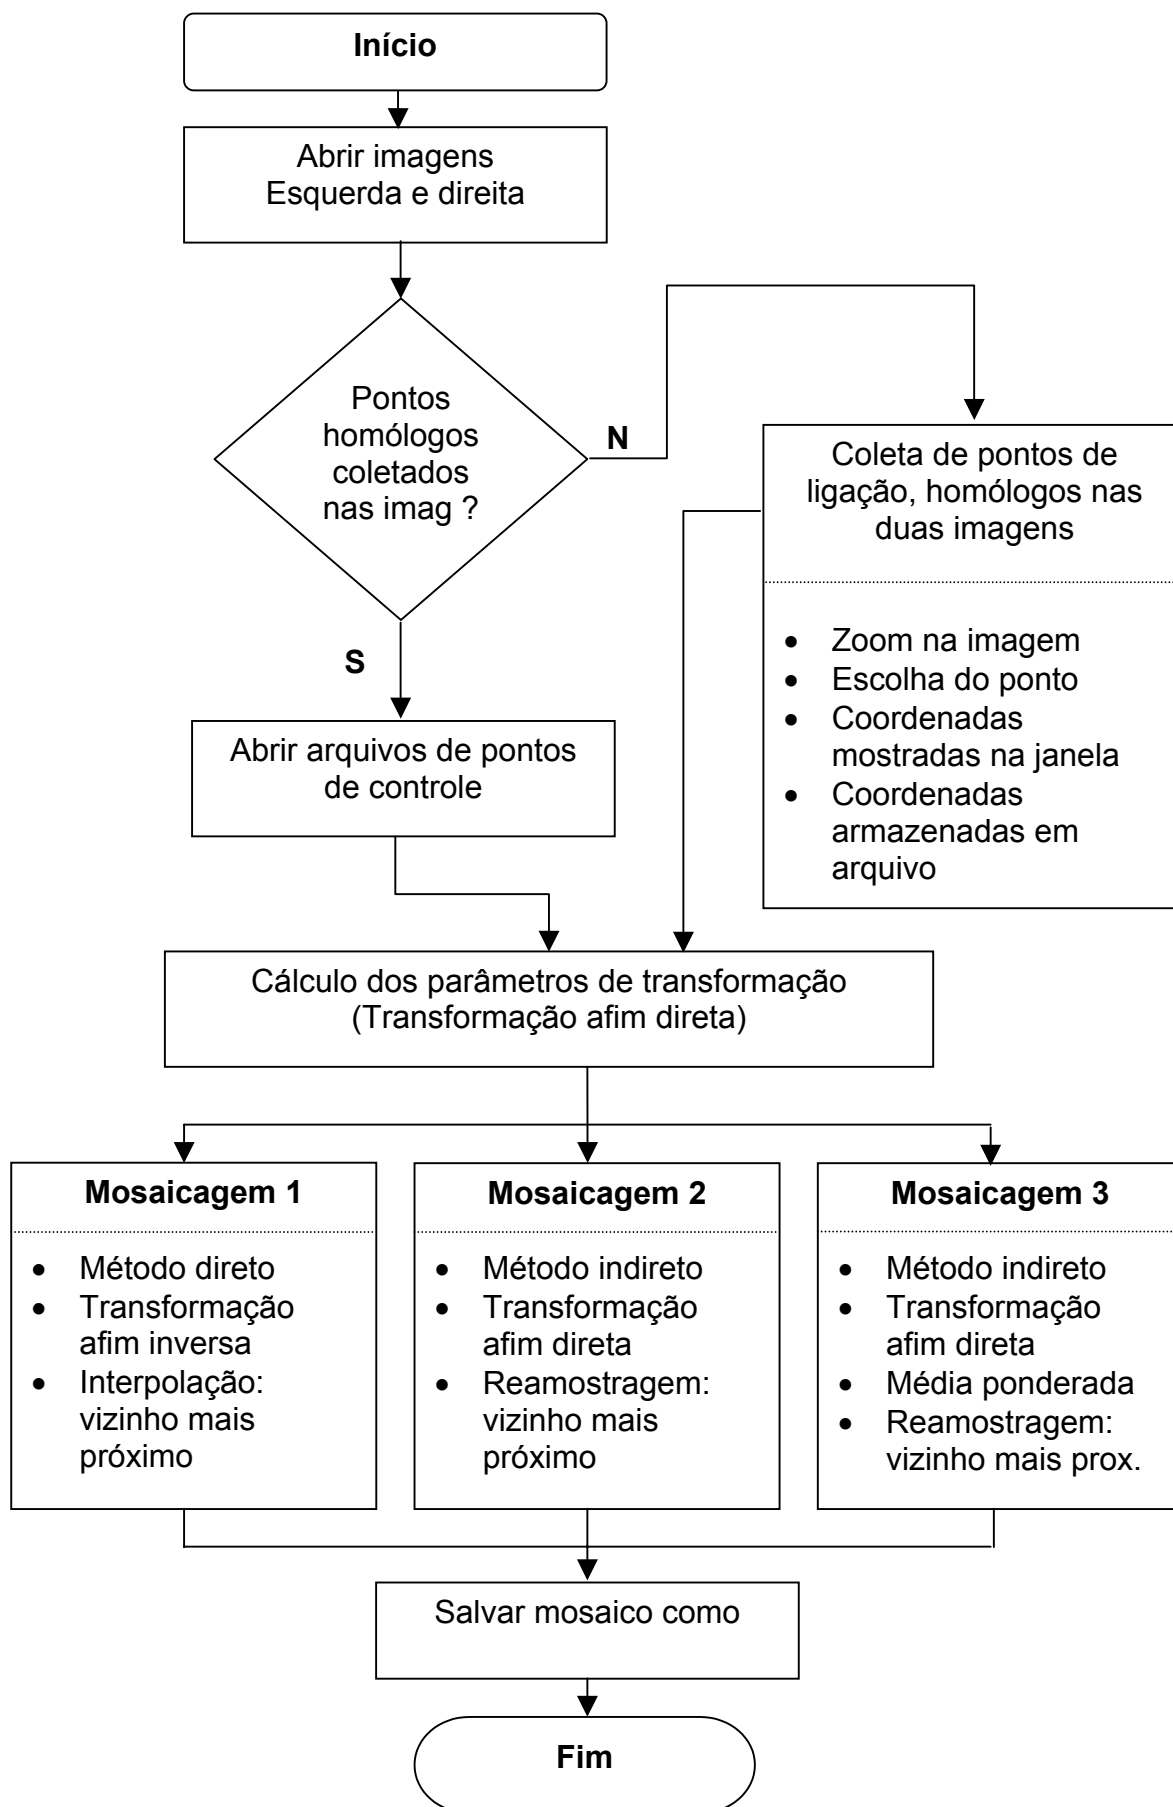 Início
Abrir imagens
Esquerda e direita
Pontos
homólogos
coletados
nas imag ?
N
S
Coleta de pontos de
ligação, homólogos nas
duas imagens
• Zoom na imagem
• Escolha do ponto
• Coordenadas
mostradas na janela
• Coordenadas
armazenadas em
arquivo
Abrir arquivos de pontos
de controle
Cálculo dos parâmetros de transformação
(Transformação afim direta)
Mosaicagem 1
• Método direto
• Transformação
afim inversa
• Interpolação:
vizinho mais
próximo
Mosaicagem 2
• Método indireto
• Transformação
afim direta
• Reamostragem:
vizinho mais
próximo
Mosaicagem 3
• Método indireto
• Transformação
afim direta
• Média ponderada
• Reamostragem:
vizinho mais prox.
Salvar mosaico como
Fim